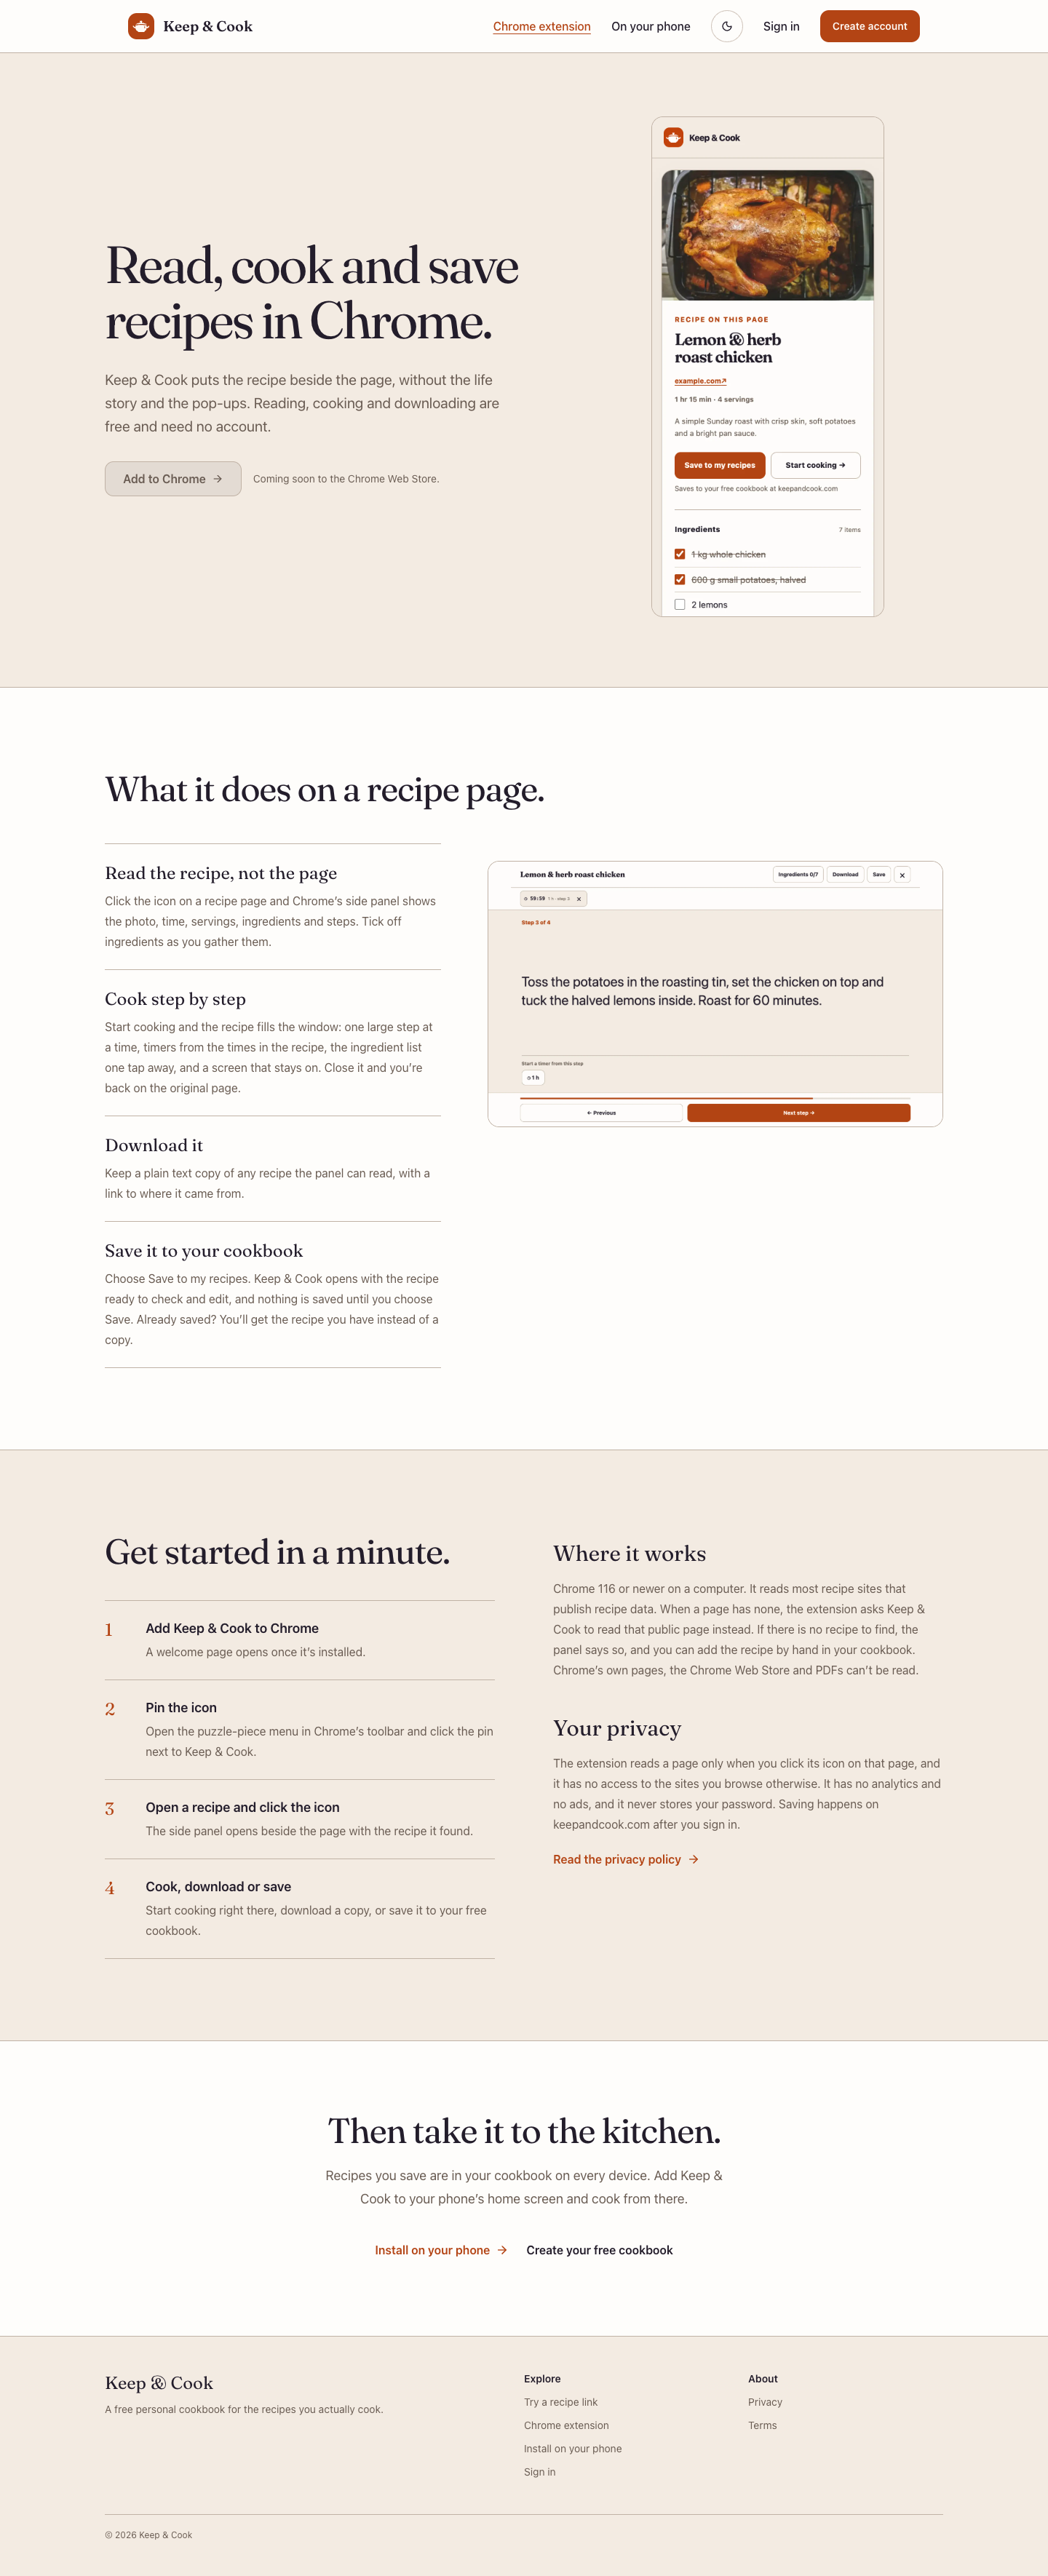 Keep & Cook
Chrome extension
On your phone
Sign in
Create account
Read, cook and save
recipes in Chrome.
Keep & Cook puts the recipe beside the page, without the life
story and the pop-ups. Reading, cooking and downloading are
free and need no account.
Add to Chrome →
Coming soon to the Chrome Web Store.
Keep & Cook
RECIPE ON THIS PAGE
Lemon & herb
roast chicken
example.com↗
1 hr 15 min · 4 servings
A simple Sunday roast with crisp skin, soft potatoes
and a bright pan sauce.
Save to my recipes
Start cooking →
Saves to your free cookbook at keepandcook.com
Ingredients
7 items
1 kg whole chicken
600 g small potatoes, halved
2 lemons
What it does on a recipe page.
Read the recipe, not the page
Click the icon on a recipe page and Chrome's side panel shows
the photo, time, servings, ingredients and steps. Tick off
ingredients as you gather them.
Cook step by step
Start cooking and the recipe fills the window: one large step at
a time, timers from the times in the recipe, the ingredient list
one tap away, and a screen that stays on. Close it and you're
back on the original page.
Download it
Keep a plain text copy of any recipe the panel can read, with a
link to where it came from.
Save it to your cookbook
Choose Save to my recipes. Keep & Cook opens with the recipe
ready to check and edit, and nothing is saved until you choose
Save. Already saved? You'll get the recipe you have instead of a
copy.
Lemon & herb roast chicken
Ingredients 0/7
Download
Save
×
59:59 1 h · step 3 ×
Step 3 of 4
Toss the potatoes in the roasting tin, set the chicken on top and
tuck the halved lemons inside. Roast for 60 minutes.
Start a timer from this step
1 h
← Previous
Next step →
Get started in a minute.
1
Add Keep & Cook to Chrome
A welcome page opens once it's installed.
2
Pin the icon
Open the puzzle-piece menu in Chrome's toolbar and click the pin
next to Keep & Cook.
3
Open a recipe and click the icon
The side panel opens beside the page with the recipe it found.
4
Cook, download or save
Start cooking right there, download a copy, or save it to your free
cookbook.
Where it works
Chrome 116 or newer on a computer. It reads most recipe sites that
publish recipe data. When a page has none, the extension asks Keep &
Cook to read that public page instead. If there is no recipe to find, the
panel says so, and you can add the recipe by hand in your cookbook.
Chrome's own pages, the Chrome Web Store and PDFs can't be read.
Your privacy
The extension reads a page only when you click its icon on that page, and
it has no access to the sites you browse otherwise. It has no analytics and
no ads, and it never stores your password. Saving happens on
keepandcook.com after you sign in.
Read the privacy policy →
Then take it to the kitchen.
Recipes you save are in your cookbook on every device. Add Keep &
Cook to your phone's home screen and cook from there.
Install on your phone →
Create your free cookbook
Keep & Cook
A free personal cookbook for the recipes you actually cook.
Explore
Try a recipe link
Chrome extension
Install on your phone
Sign in
About
Privacy
Terms
© 2026 Keep & Cook